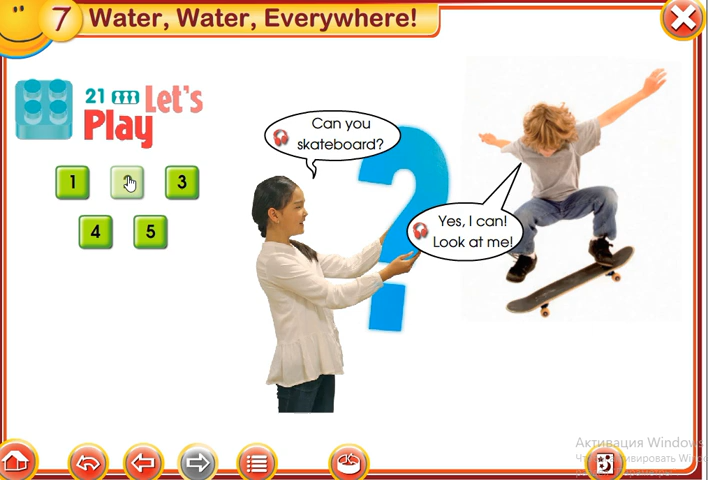 7 Water, Water, Everywhere!
21 Let's
Play
1
3
4
5
Can you
skateboard?
Yes, I can!
Look at me!
Активация Windows